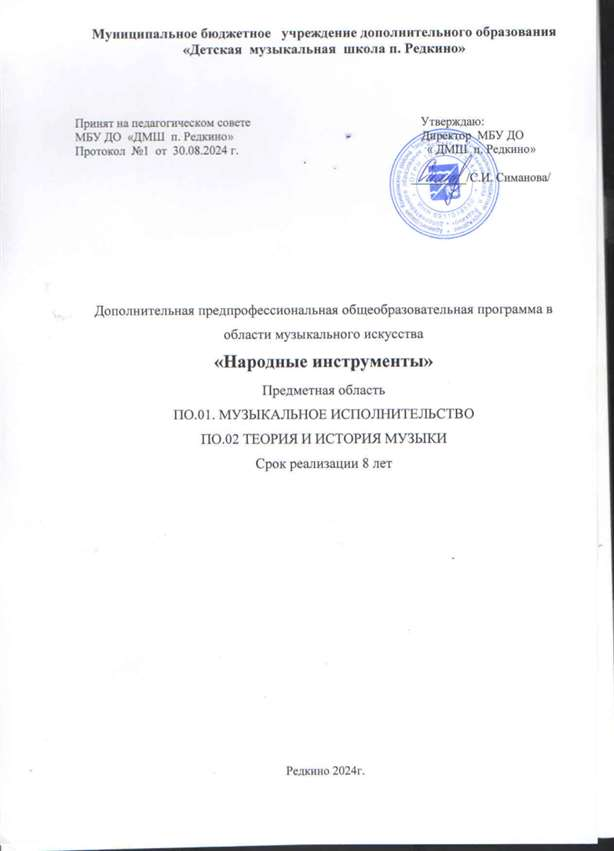 Муниципальное бюджетное учреждение дополнительного образования
«Детская музыкальная школа п. Редкино»
Принят на педагогическом совете
МБУ ДО «ДМШ п. Редкино»
Протокол №1 от 30.08.2024 г.
Утверждаю:
Директор МБУ ДО
« ДМШ п. Редкино»
/С.И. Симанова/
Дополнительная предпрофессиональная общеобразовательная программа в
области музыкального искусства
«Народные инструменты»
Предметная область
ПО.01. МУЗЫКАЛЬНОЕ ИСПОЛНИТЕЛЬСТВО
ПО.02 ТЕОРИЯ И ИСТОРИЯ МУЗЫКИ
Срок реализации 8 лет
Редкино 2024г.